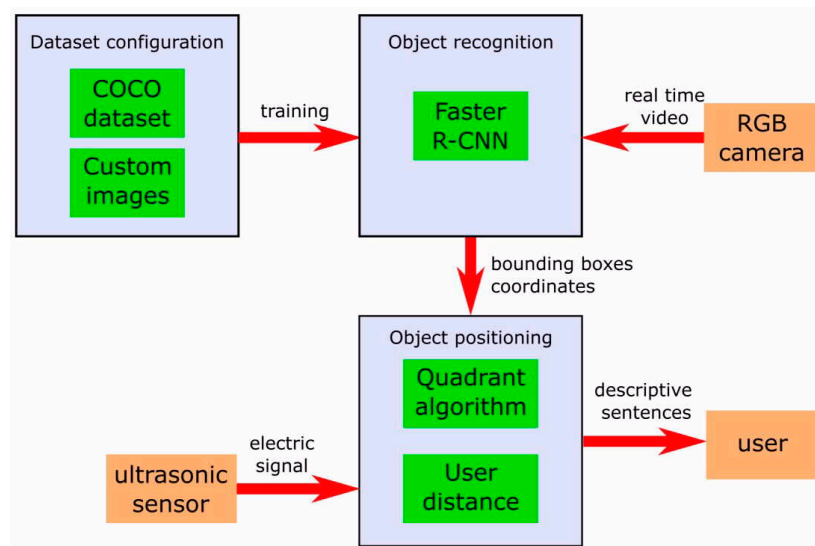 Dataset configuration
COCO
dataset
Custom
images
training
Object recognition
Faster
R-CNN
real time
video
RGB
camera
bounding boxes
coordinates
Object positioning
Quadrant
algorithm
User
distance
electric
signal
ultrasonic
sensor
descriptive
sentences
user